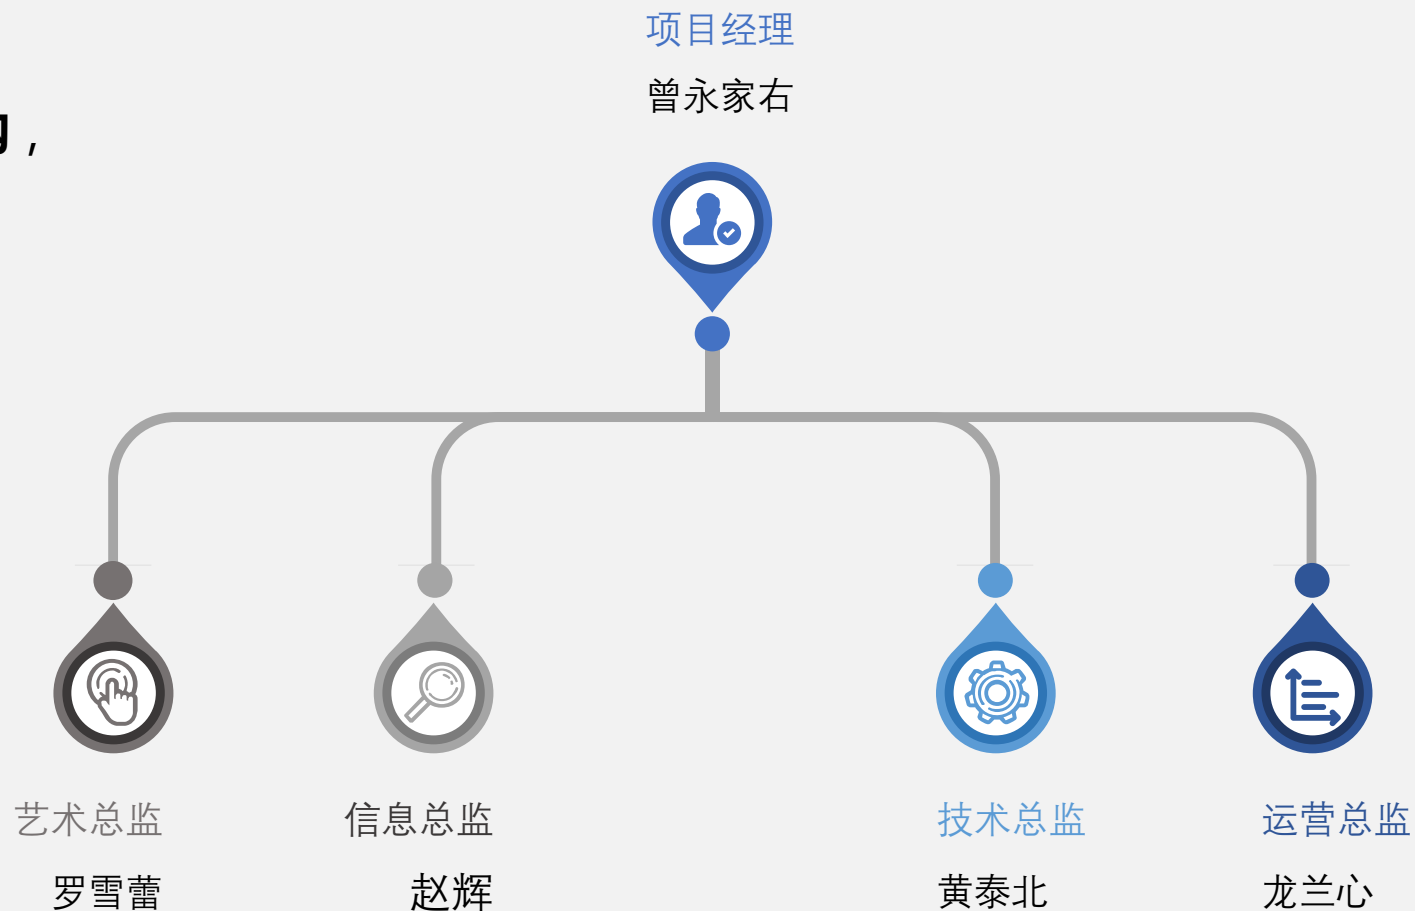 项目经理
曾永家右
g，
艺术总监
信息总监
技术总监
运营总监
罗雪蕾
赵辉
黄泰北
龙兰心